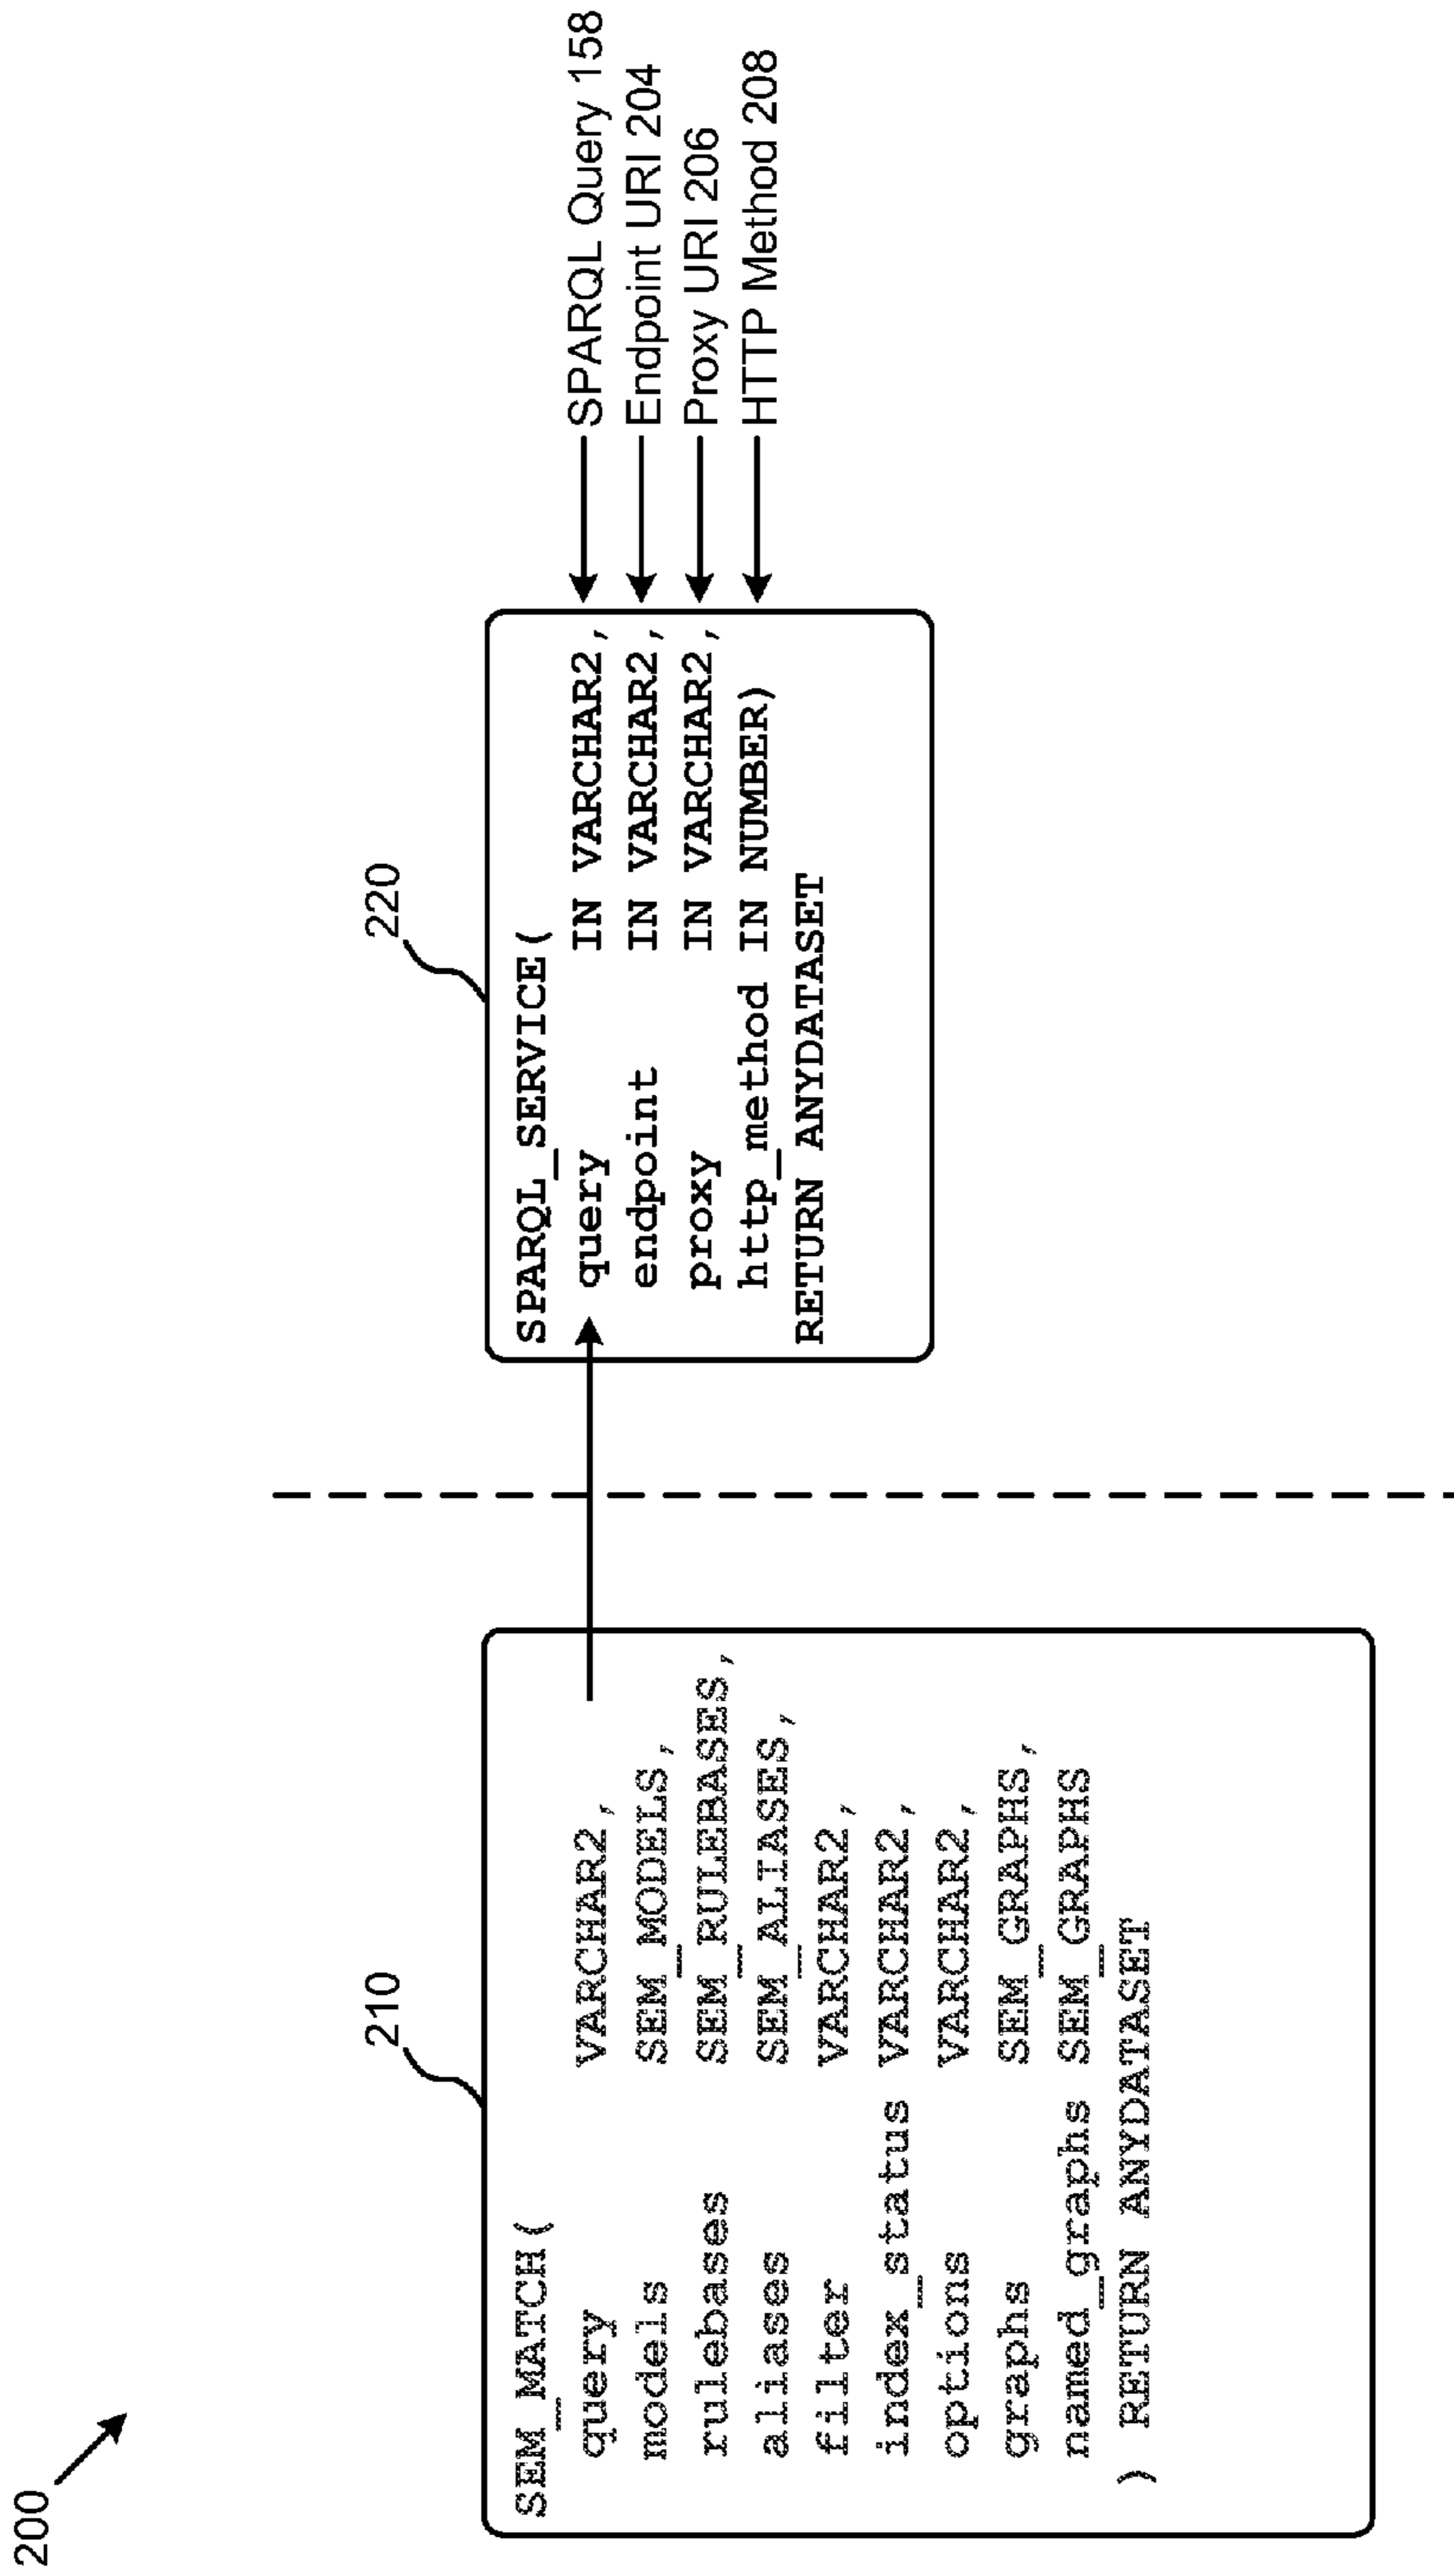 200
210
SEM_MATCH(
query VARCHAR2,
models SEM_MODELS,
rulebases SEM_RULEBASES,
aliases SEM_ALIASES,
filter VARCHAR2,
index_status VARCHAR2,
options VARCHAR2,
graphs SEM_GRAPHS,
named_graphs SEM_GRAPHS
) RETURN ANYDATASET
220
SPARQL_SERVICE(
query IN VARCHAR2,
endpoint IN VARCHAR2,
proxy IN VARCHAR2,
http_method IN NUMBER)
RETURN ANYDATASET
SPARQL Query 158
Endpoint URI 204
Proxy URI 206
HTTP Method 208